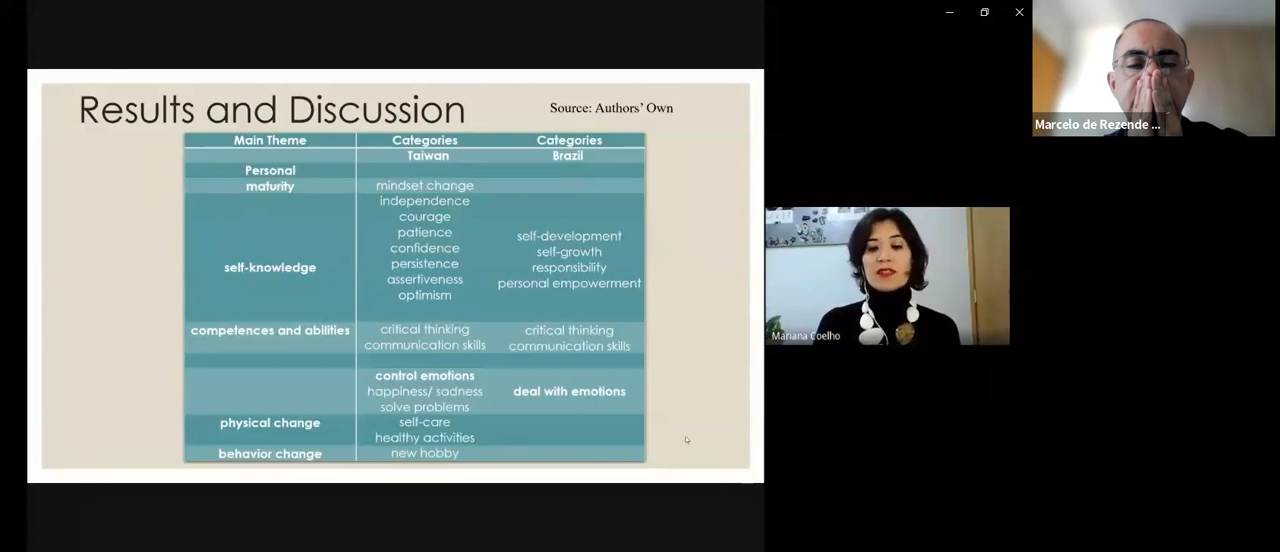 Results and Discussion
Source: Authors' Own
Main Theme Categories Categories
Taiwan Brazil
Personal
maturity mindset change
independence
courage
patience self-development
confidence self-growth
self-knowledge persistence responsibility
assertiveness personal empowerment
optimism
competences and abilities critical thinking critical thinking
communication skills communication skills
control emotions
happiness/ sadness deal with emotions
solve problems
physical change self-care
healthy activities
behavior change new hobby
Marcelo de Rezende ...
Mariana Coelho